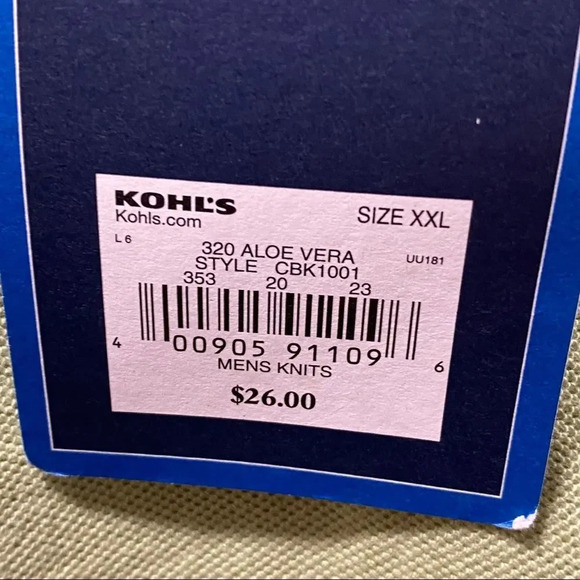 KOHL'S
Kohls.com
SIZE XXL
L 6
320 ALOE VERA
UU181
STYLE CBK1001
353 20 23
4 00905 91109 6
MENS KNITS
$26.00